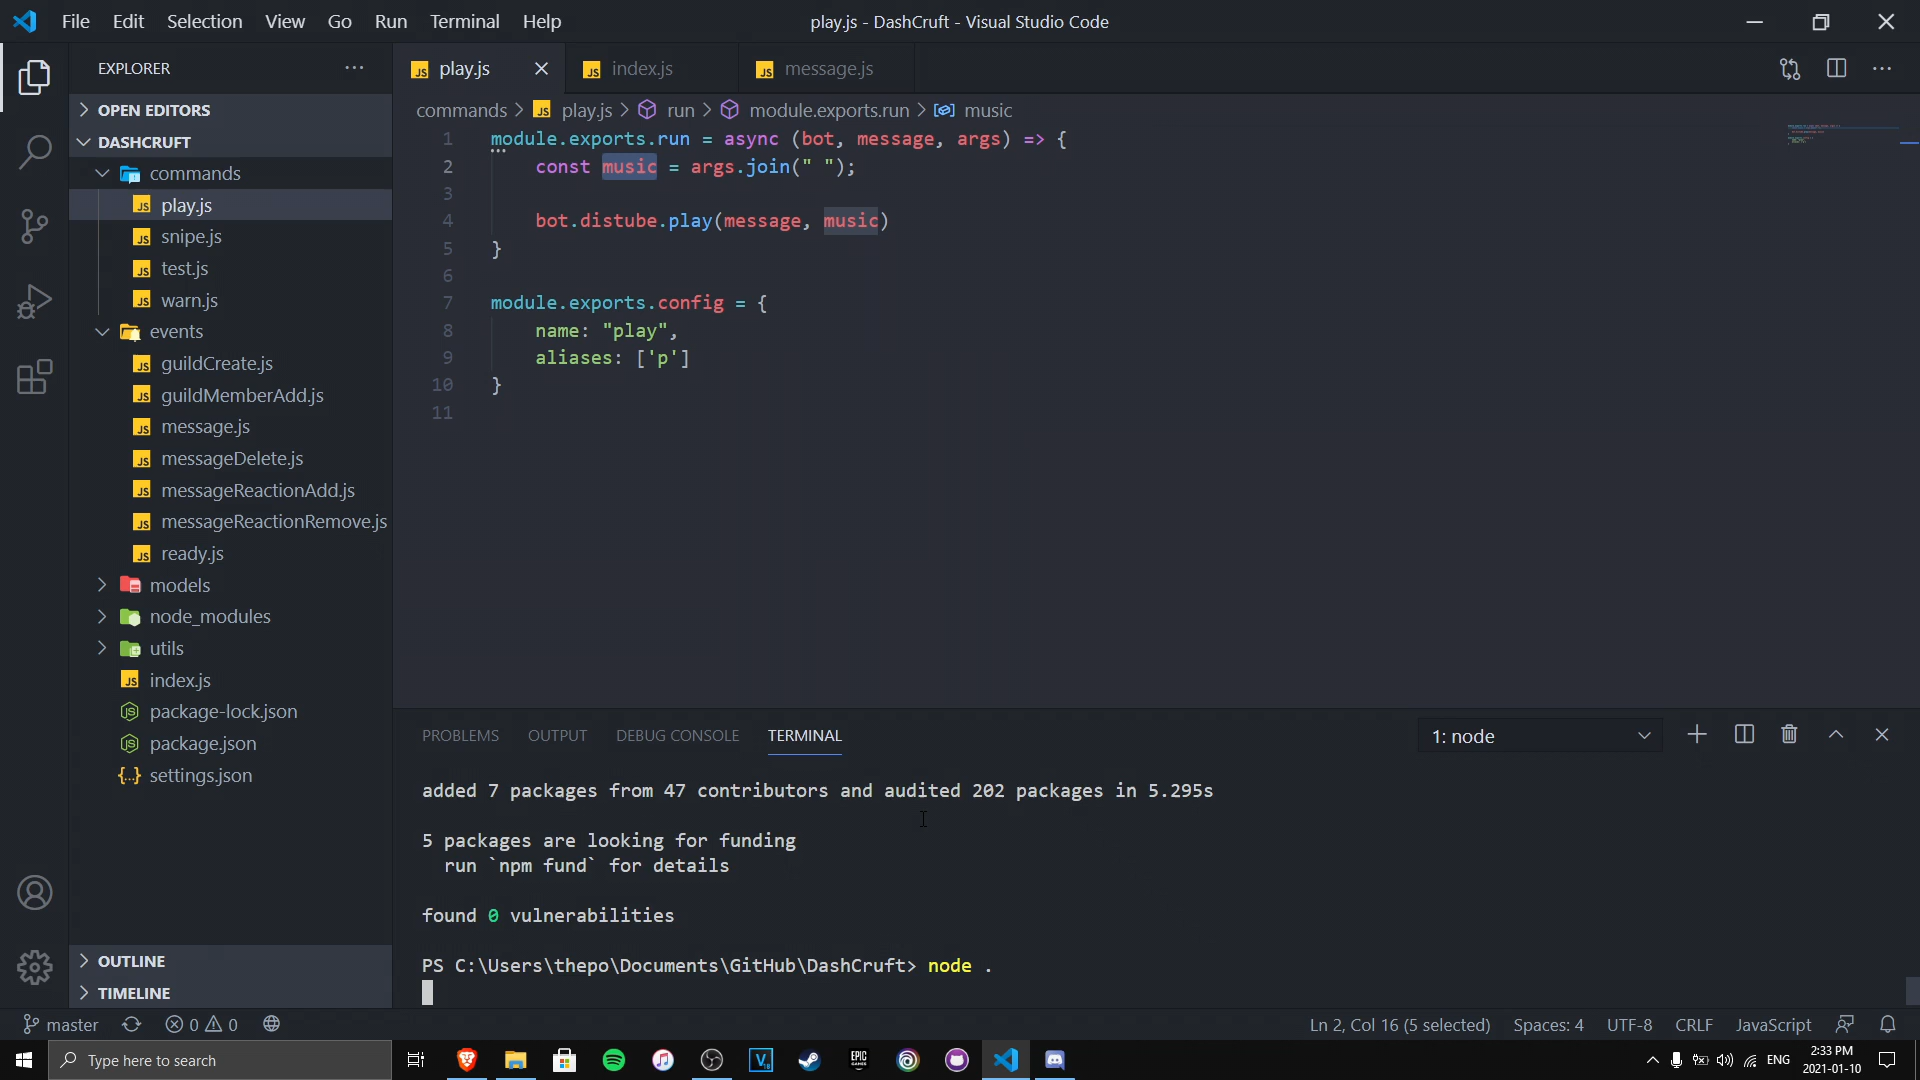 File Edit Selection View Go Run Terminal Help
play.js - DashCruft - Visual Studio Code
EXPLORER
OPEN EDITORS
DASHCRUFT
commands
play.js
snipe.js
test.js
warn.js
events
guildCreate.js
guildMemberAdd.js
message.js
messageDelete.js
messageReactionAdd.js
messageReactionRemove.js
ready.js
models
node_modules
utils
index.js
package-lock.json
package.json
settings.json
OUTLINE
TIMELINE
play.js index.js message.js
commands > play.js > run > module.exports.run > music
1 module.exports.run = async (bot, message, args) => {
2 const music = args.join(" ");
3
4 bot.distube.play(message, music)
5 }
6
7 module.exports.config = {
8 name: "play",
9 aliases: ['p']
10 }
11
PROBLEMS OUTPUT DEBUG CONSOLE TERMINAL
1: node
added 7 packages from 47 contributors and audited 202 packages in 5.295s
5 packages are looking for funding
run `npm fund` for details
found 0 vulnerabilities
PS C:\Users\thepo\Documents\GitHub\DashCruft> node .
master 0 0
Ln 2, Col 16 (5 selected) Spaces: 4 UTF-8 CRLF JavaScript
Type here to search
ENG
2:33 PM
2021-01-10